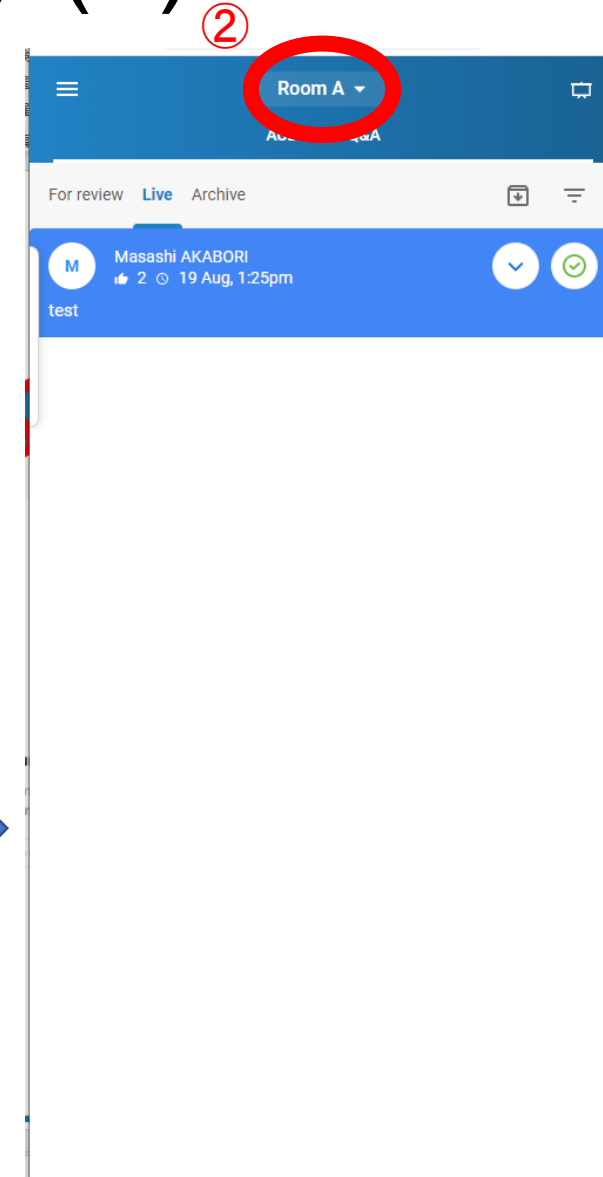 ②
Room A
Q&A
For review Live Archive
M
Masashi AKABORI
2 19 Aug, 1:25pm
test